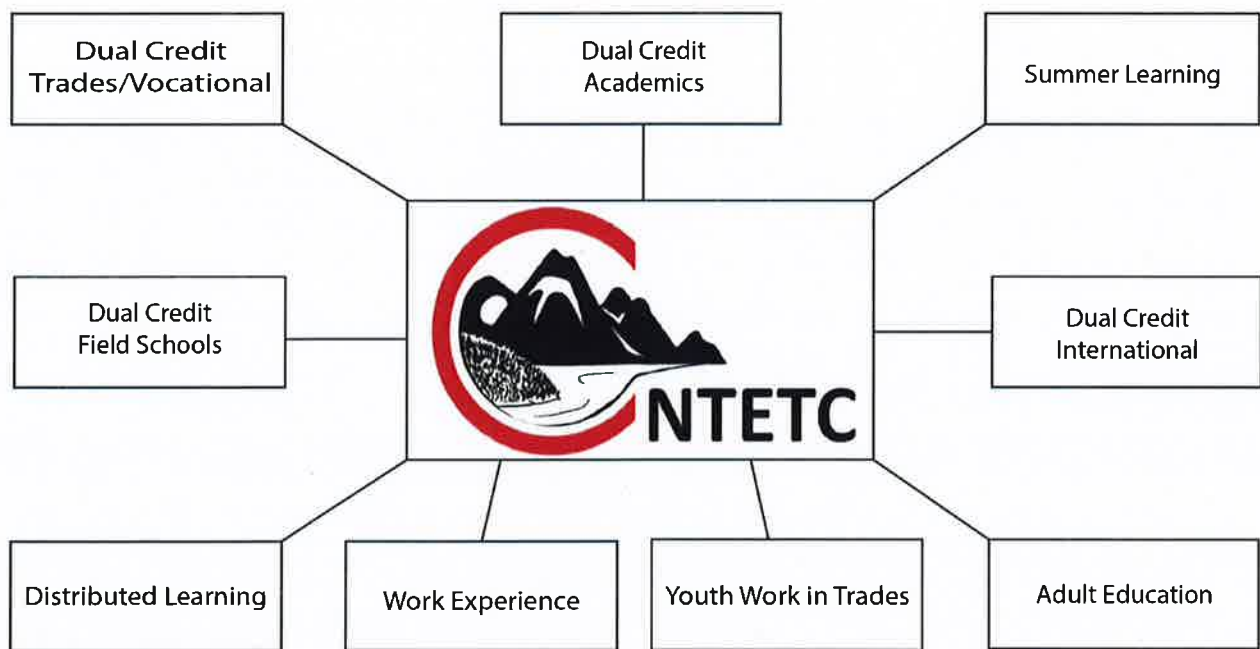 Dual Credit
Trades/Vocational
Dual Credit
Academics
Summer Learning
Dual Credit
Field Schools
NTETC
Dual Credit
International
Distributed Learning
Work Experience
Youth Work in Trades
Adult Education